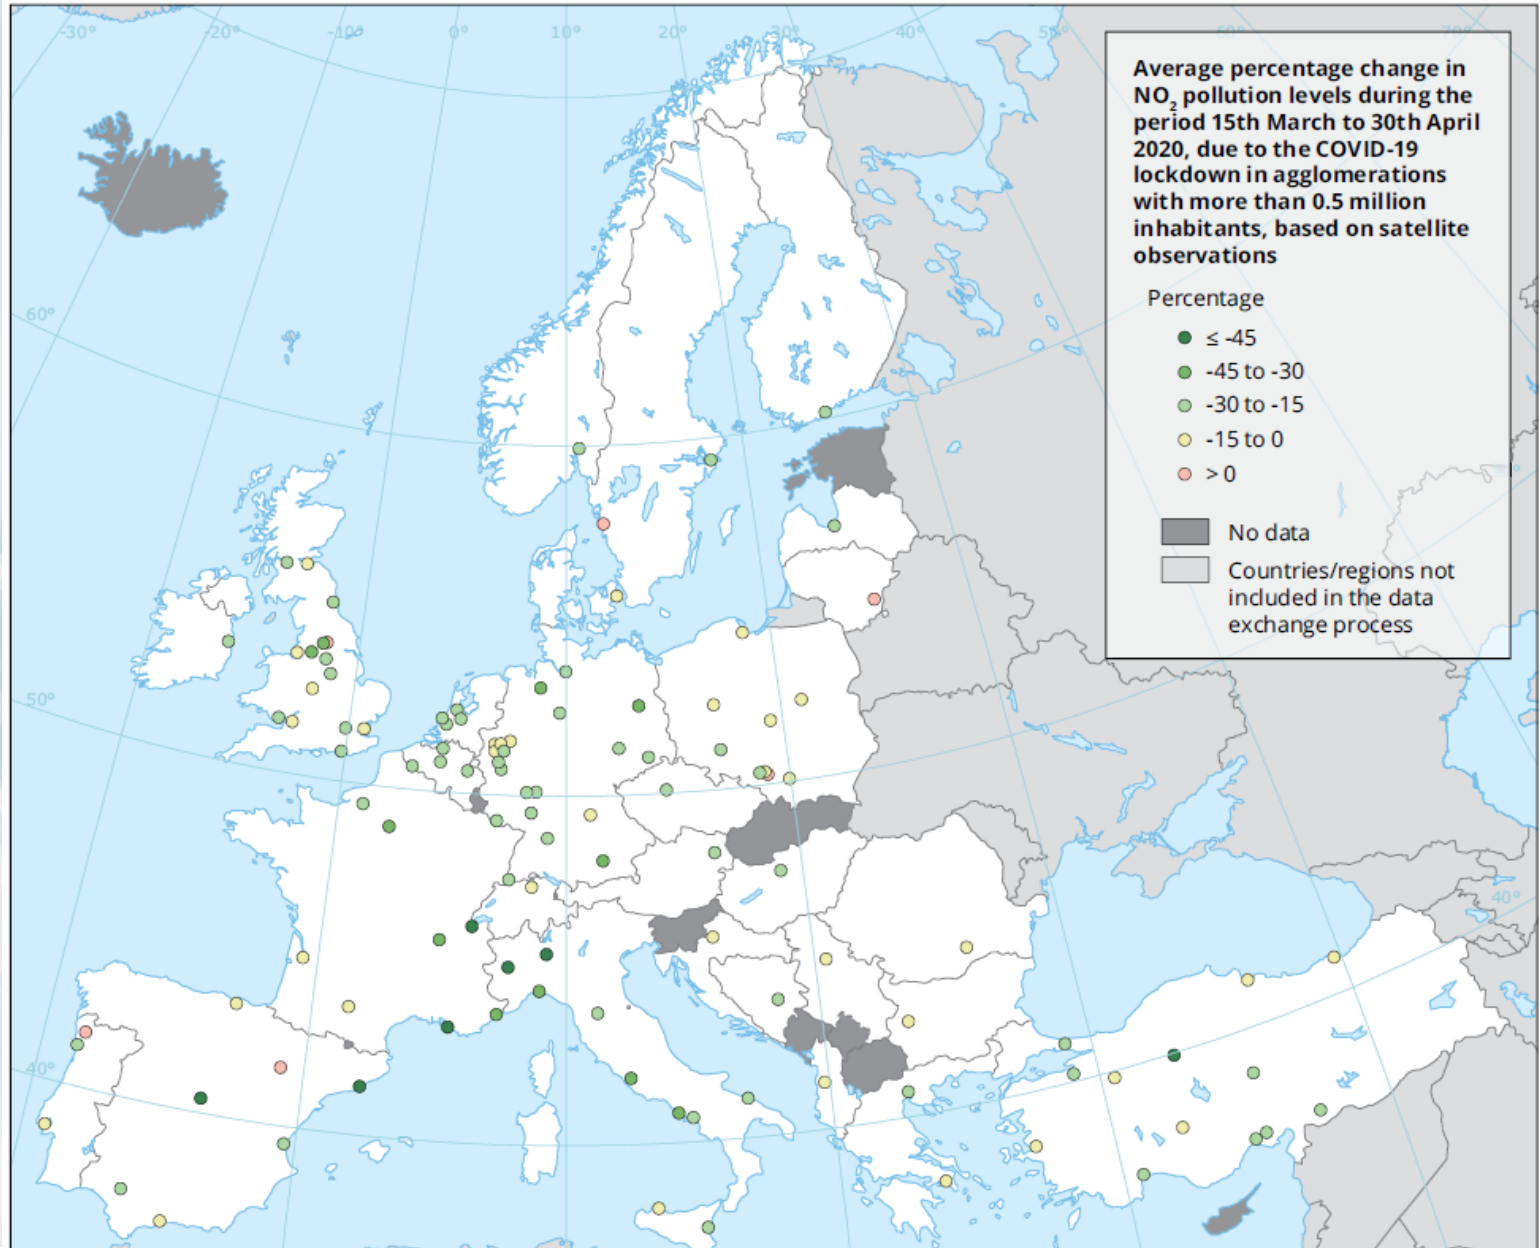 -30°
-20°
-10°
0°
10°
20°
30°
40°
50°
60°
70°
60°
50°
40°
40°
Average percentage change in
NO₂ pollution levels during the
period 15th March to 30th April
2020, due to the COVID-19
lockdown in agglomerations
with more than 0.5 million
inhabitants, based on satellite
observations
Percentage
≤ -45
-45 to -30
-30 to -15
-15 to 0
> 0
No data
Countries/regions not
included in the data
exchange process